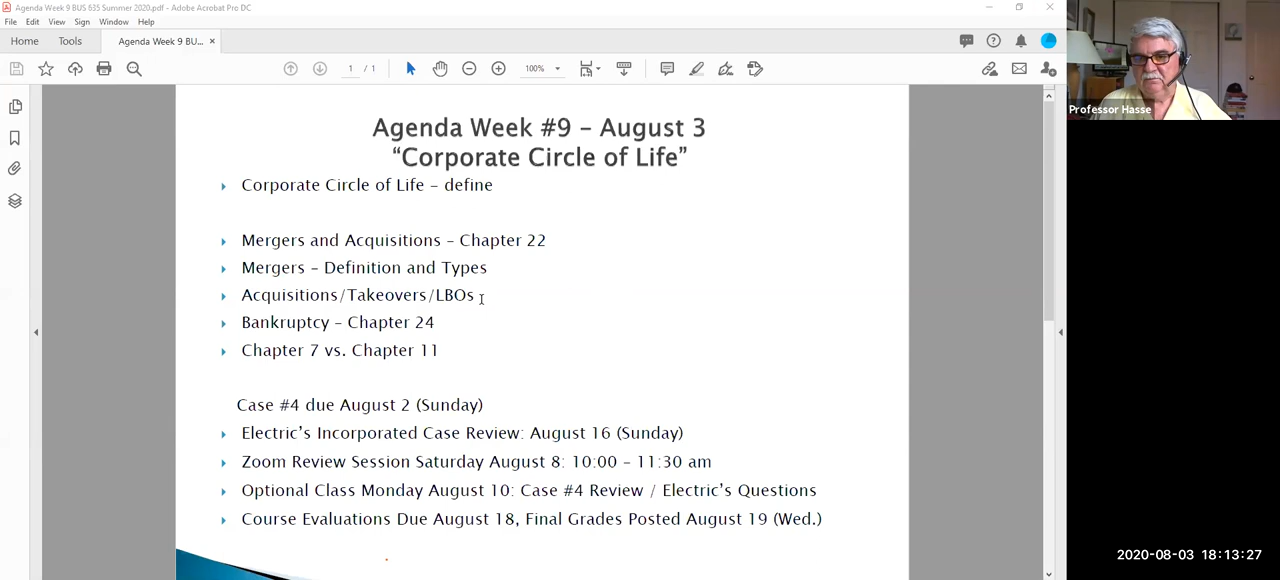 Agenda Week 9 BUS 635 Summer 2020.pdf - Adobe Acrobat Pro DC
File Edit View Sign Window Help
Home Tools Agenda Week 9 BU... ×
1 / 1 100%
Professor Hasse
Agenda Week #9 – August 3
“Corporate Circle of Life”
Corporate Circle of Life – define
Mergers and Acquisitions – Chapter 22
Mergers – Definition and Types
Acquisitions/Takeovers/LBOs
Bankruptcy – Chapter 24
Chapter 7 vs. Chapter 11
Case #4 due August 2 (Sunday)
Electric’s Incorporated Case Review: August 16 (Sunday)
Zoom Review Session Saturday August 8: 10:00 – 11:30 am
Optional Class Monday August 10: Case #4 Review / Electric’s Questions
Course Evaluations Due August 18, Final Grades Posted August 19 (Wed.)
2020-08-03 18:13:27